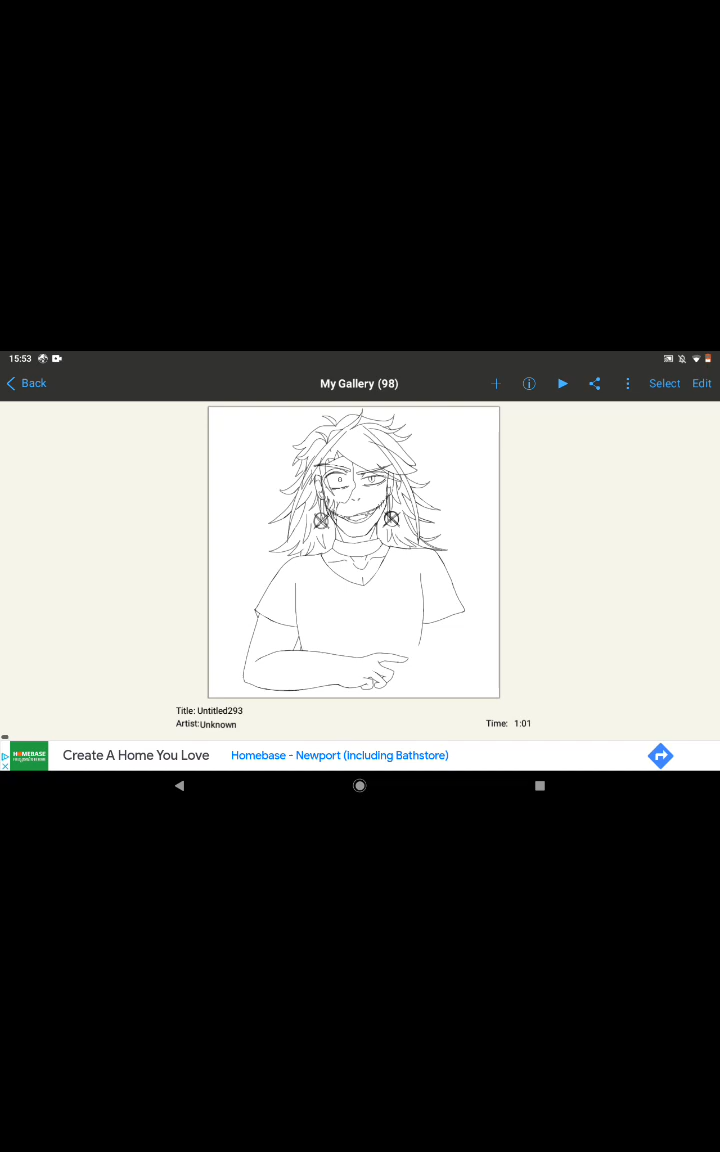 15:53
Back
My Gallery (98)
Select
Edit
Title: Untitled293
Artist: Unknown
Time: 1:01
HOMEBASE
Create A Home You Love
Homebase - Newport (including Bathstore)